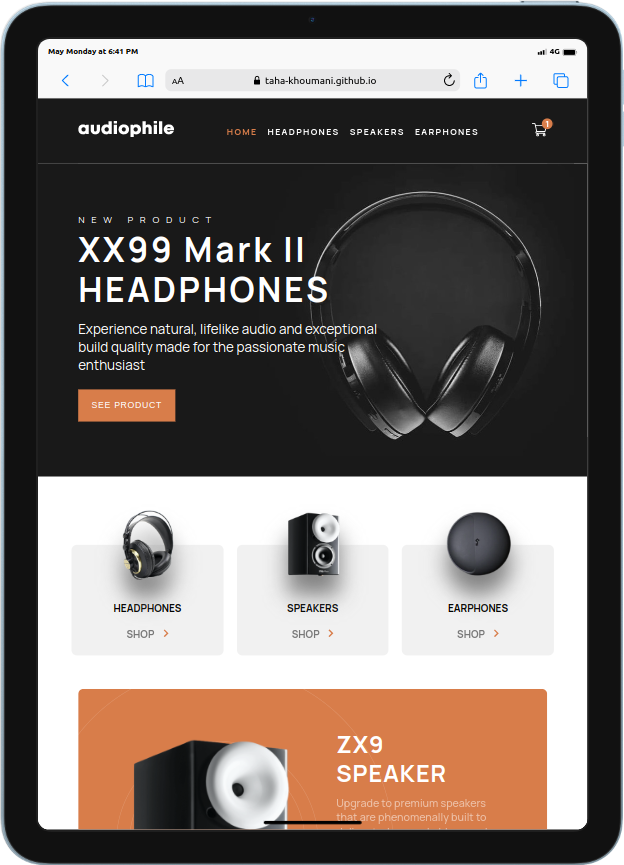 May Monday at 6:41 PM
4G
AA
taha-khoumani.github.io
audiophile
HOME HEADPHONES SPEAKERS EARPHONES
1
NEW PRODUCT
XX99 Mark II
HEADPHONES
Experience natural, lifelike audio and exceptional
build quality made for the passionate music
enthusiast
SEE PRODUCT
HEADPHONES
SHOP
SPEAKERS
SHOP
EARPHONES
SHOP
ZX9
SPEAKER
Upgrade to premium speakers
that are phenomenally built to